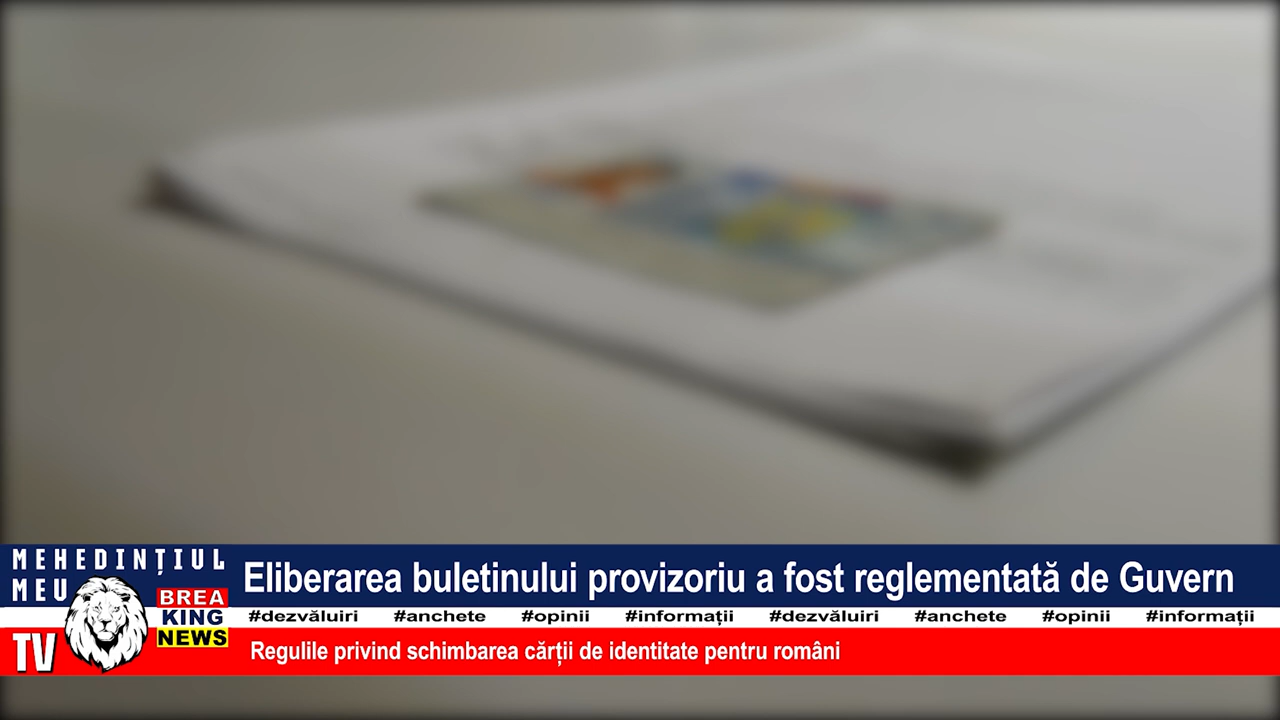 MEHEDINȚIUL
MEU
TV
BREA
KING
NEWS
Eliberarea buletinului provizoriu a fost reglementată de Guvern
#dezvăluiri #anchete #opinii #informații #dezvăluiri #anchete #opinii #informații
Regulile privind schimbarea cărții de identitate pentru români